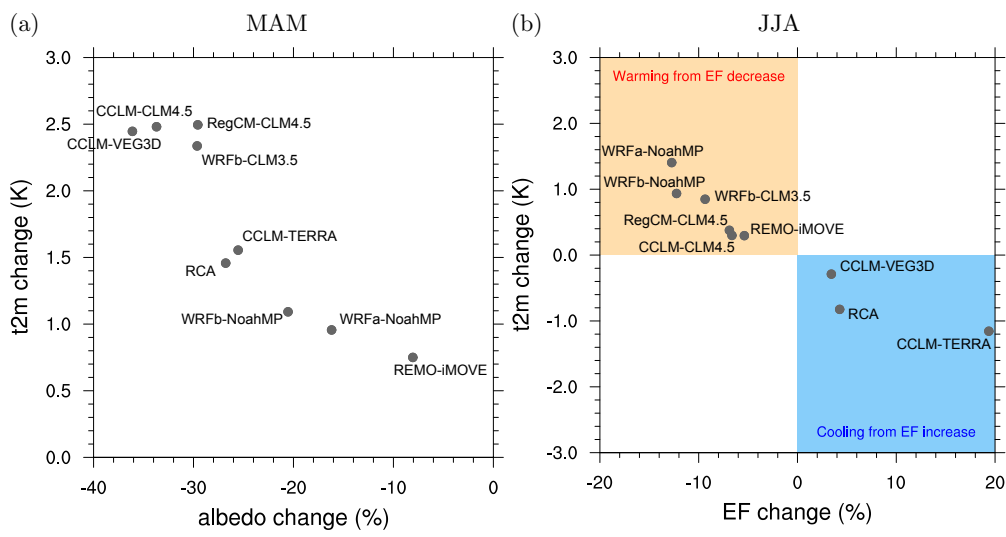 (a)
MAM
3.0
2.5
2.0
1.5
1.0
0.5
0.0
t2m change (K)
CCLM-CLM4.5
RegCM-CLM4.5
CCLM-VEG3D
WRFb-CLM3.5
CCLM-TERRA
RCA
WRFb-NoahMP
WRFa-NoahMP
REMO-iMOVE
-40
-30
-20
-10
0
albedo change (%)
(b)
JJA
3.0
2.0
1.0
0.0
-1.0
-2.0
-3.0
t2m change (K)
Warming from EF decrease
WRFa-NoahMP
WRFb-NoahMP
WRFb-CLM3.5
RegCM-CLM4.5
REMO-iMOVE
CCLM-CLM4.5
CCLM-VEG3D
RCA
CCLM-TERRA
Cooling from EF increase
-20
-10
0
10
20
EF change (%)